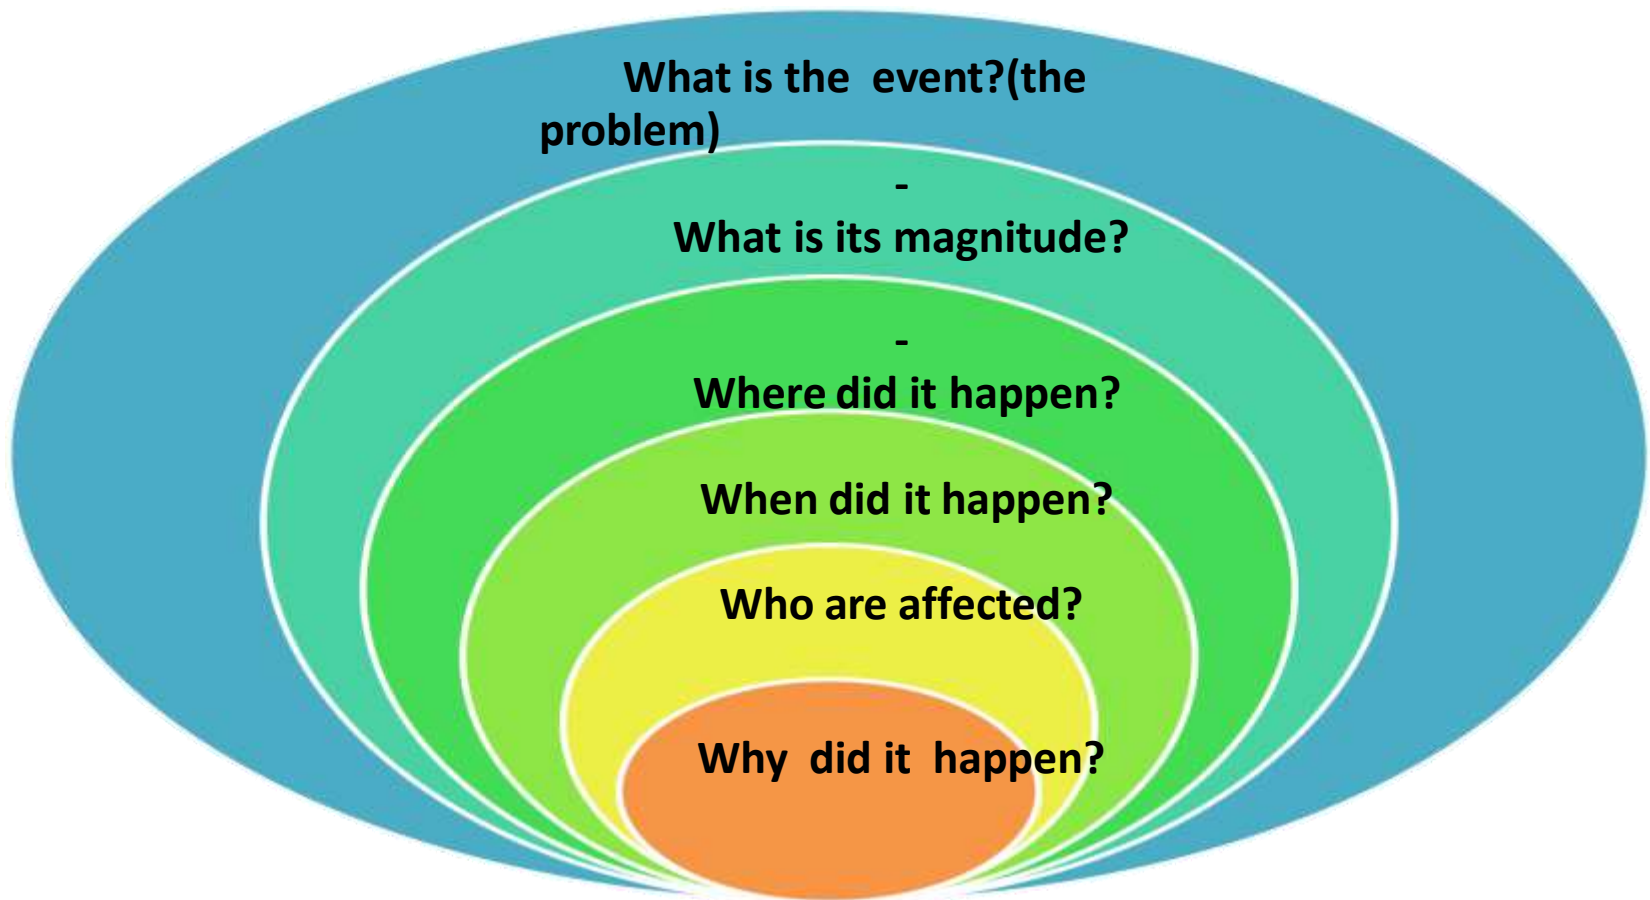 What is the  event?(the
problem)
-
What is its magnitude?
-
Where did it happen?
When did it happen?
Who are affected?
Why  did it  happen?